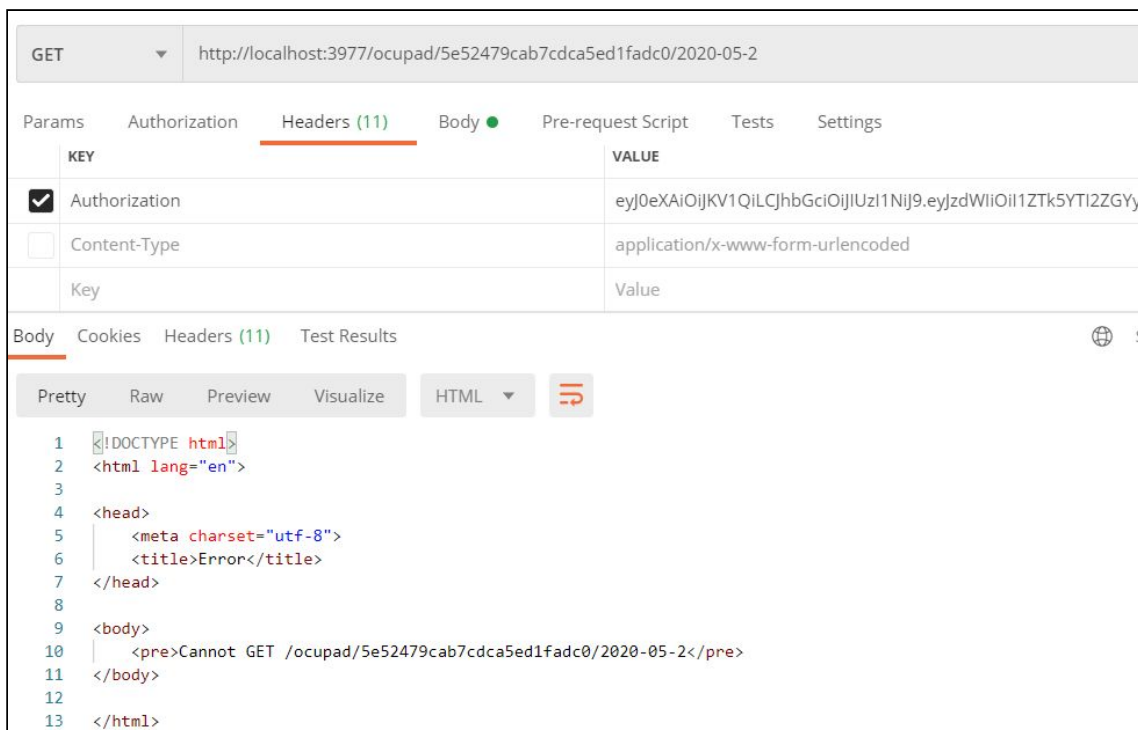 GET http://localhost:3977/ocupad/5e52479cab7cdca5ed1fadc0/2020-05-2
Params Authorization Headers (11) Body Pre-request Script Tests Settings
KEY VALUE
Authorization eyJ0eXAiOiJKV1QiLCJhbGciOiJIUzI1NiJ9.eyJzdWIiOiI1ZTk5YTI2ZGYy
Content-Type application/x-www-form-urlencoded
Key Value
Body Cookies Headers (11) Test Results
Pretty Raw Preview Visualize HTML
1 <!DOCTYPE html>
2 <html lang="en">
3
4 <head>
5 <meta charset="utf-8">
6 <title>Error</title>
7 </head>
8
9 <body>
10 <pre>Cannot GET /ocupad/5e52479cab7cdca5ed1fadc0/2020-05-2</pre>
11 </body>
12
13 </html>